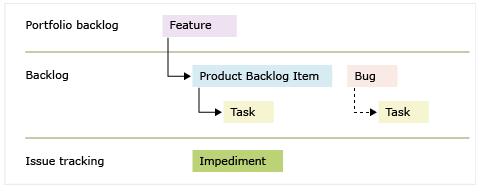 Portfolio backlog
Feature
Backlog
Product Backlog Item
Bug
Task
Task
Issue tracking
Impediment